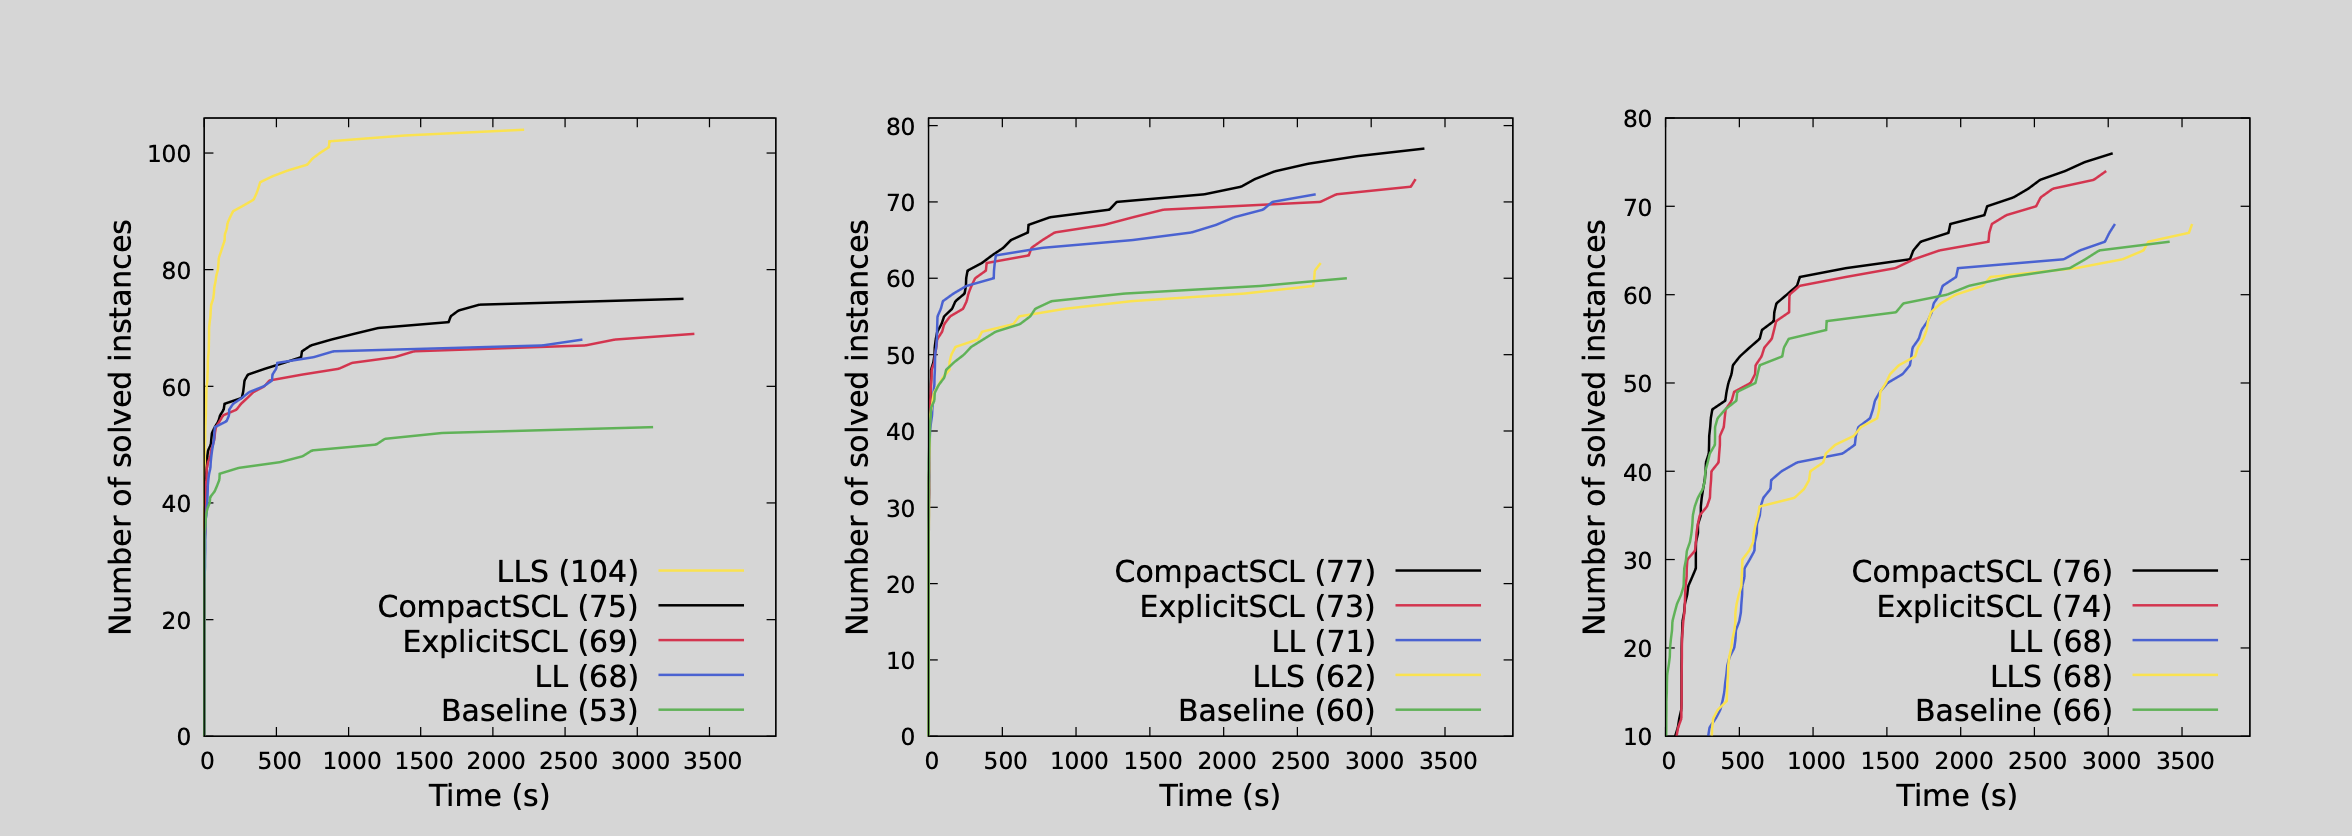 100
80
60
40
20
0
Number of solved instances
LLS (104)
CompactSCL (75)
ExplicitSCL (69)
LL (68)
Baseline (53)
0 500 1000 1500 2000 2500 3000 3500
Time (s)
80
70
60
50
40
30
20
10
0
Number of solved instances
CompactSCL (77)
ExplicitSCL (73)
LL (71)
LLS (62)
Baseline (60)
0 500 1000 1500 2000 2500 3000 3500
Time (s)
80
70
60
50
40
30
20
10
Number of solved instances
CompactSCL (76)
ExplicitSCL (74)
LL (68)
LLS (68)
Baseline (66)
0 500 1000 1500 2000 2500 3000 3500
Time (s)